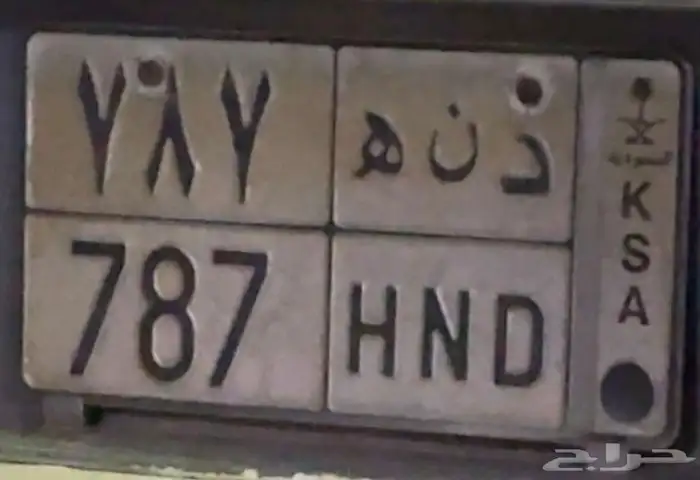 ٧٨٧ د ن ه
787 HND
السعودية
K
S
A
حراج